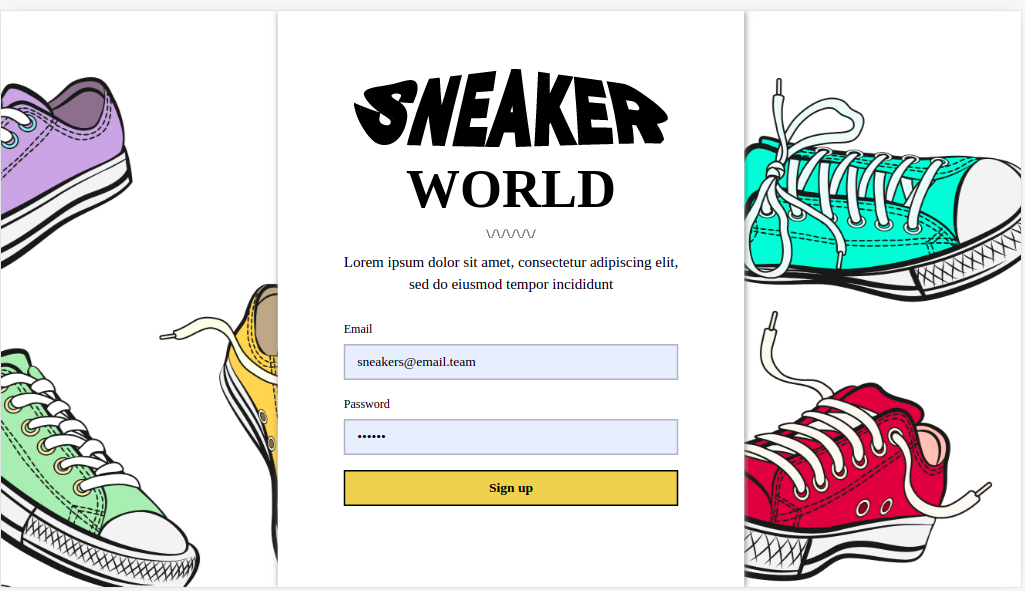 SNEAKER
WORLD
Lorem ipsum dolor sit amet, consectetur adipiscing elit,
sed do eiusmod tempor incididunt
Email
sneakers@email.team
Password
••••••
Sign up